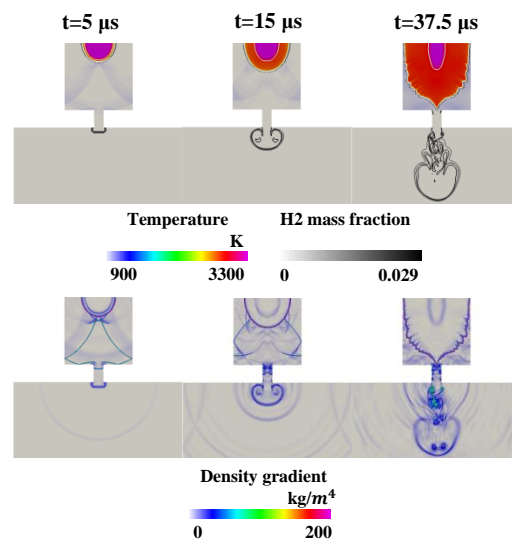 t=5 μs t=15 μs t=37.5 μs
Temperature H2 mass fraction
K
900 3300 0 0.029
Density gradient
kg/m⁴
0 200